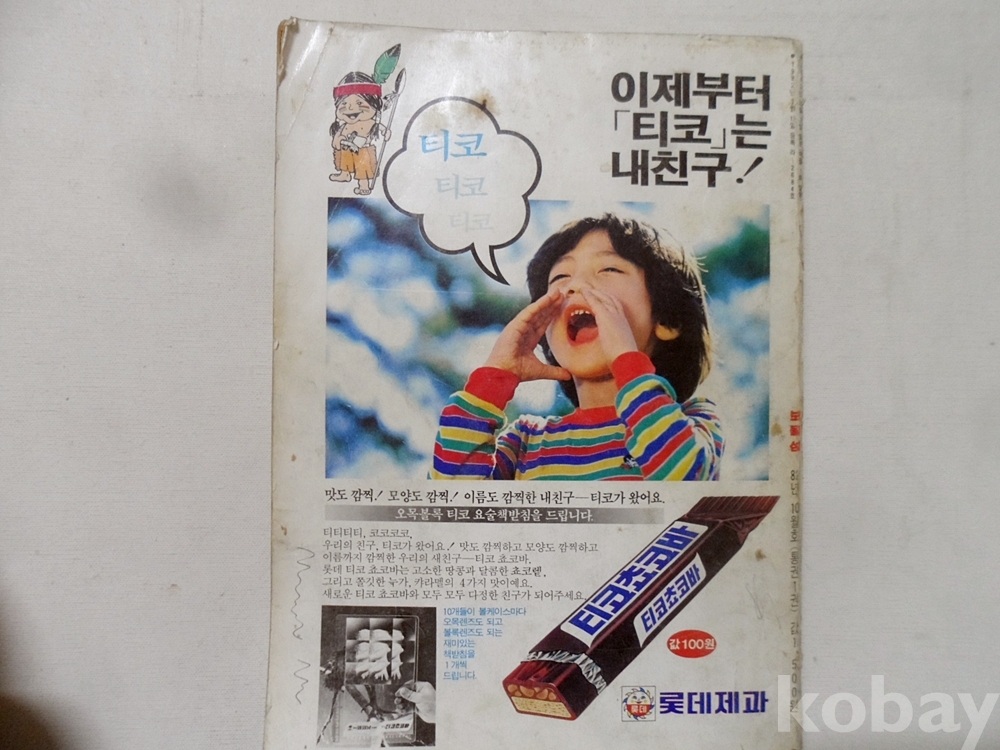 이제부터
「티코」는
내친구!
티코
티코
티코
맛도 깜찍! 모양도 깜찍! 이름도 깜찍한 내친구—티코가 왔어요.
오목볼록 티코 요술책받침을 드립니다.
티티티티, 코코코코,
우리의 친구, 티코가 왔어요! 맛도 깜찍하고 모양도 깜찍하고
이름까지 깜찍한 우리의 새친구—티코 쵸코바.
롯데 티코 쵸코바는 고소한 땅콩과 달콤한 쵸코렡,
그리고 쫄깃한 누가, 캬라멜의 4가지 맛이예요.
새로운 티코 쵸코바와 모두 모두 다정한 친구가 되어주세요.
10개들이 볼케이스마다
오목렌즈도 되고
볼록렌즈도 되는
재미있는
책받침을
1개씩
드립니다.
티코쵸코바
티코쵸코바
값100원
롯데
롯데제과
보물섬
10월호
kobay